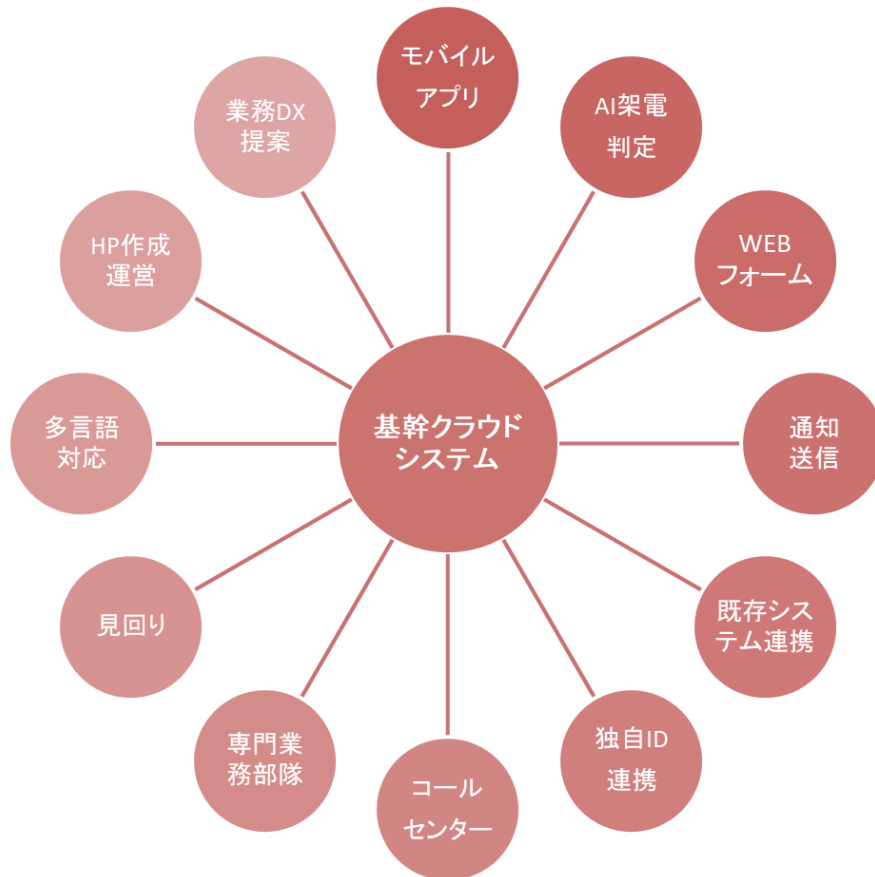 モバイル
アプリ
AI架電
判定
WEB
フォーム
通知
送信
既存シス
テム連携
独自ID
連携
コール
センター
専門業
務部隊
見回り
多言語
対応
HP作成
運営
業務DX
提案
基幹クラウド
システム